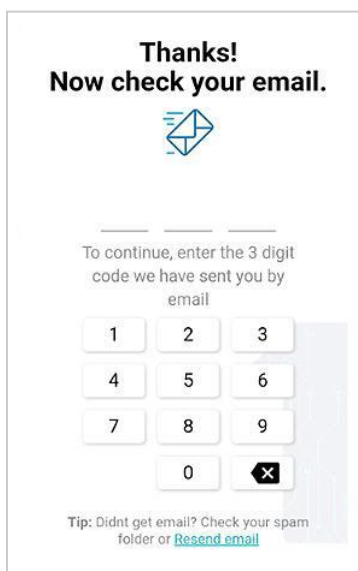 Thanks!
Now check your email.
To continue, enter the 3 digit
code we have sent you by
email
1 2 3
4 5 6
7 8 9
0
Tip: Didnt get email? Check your spam
folder or Resend email